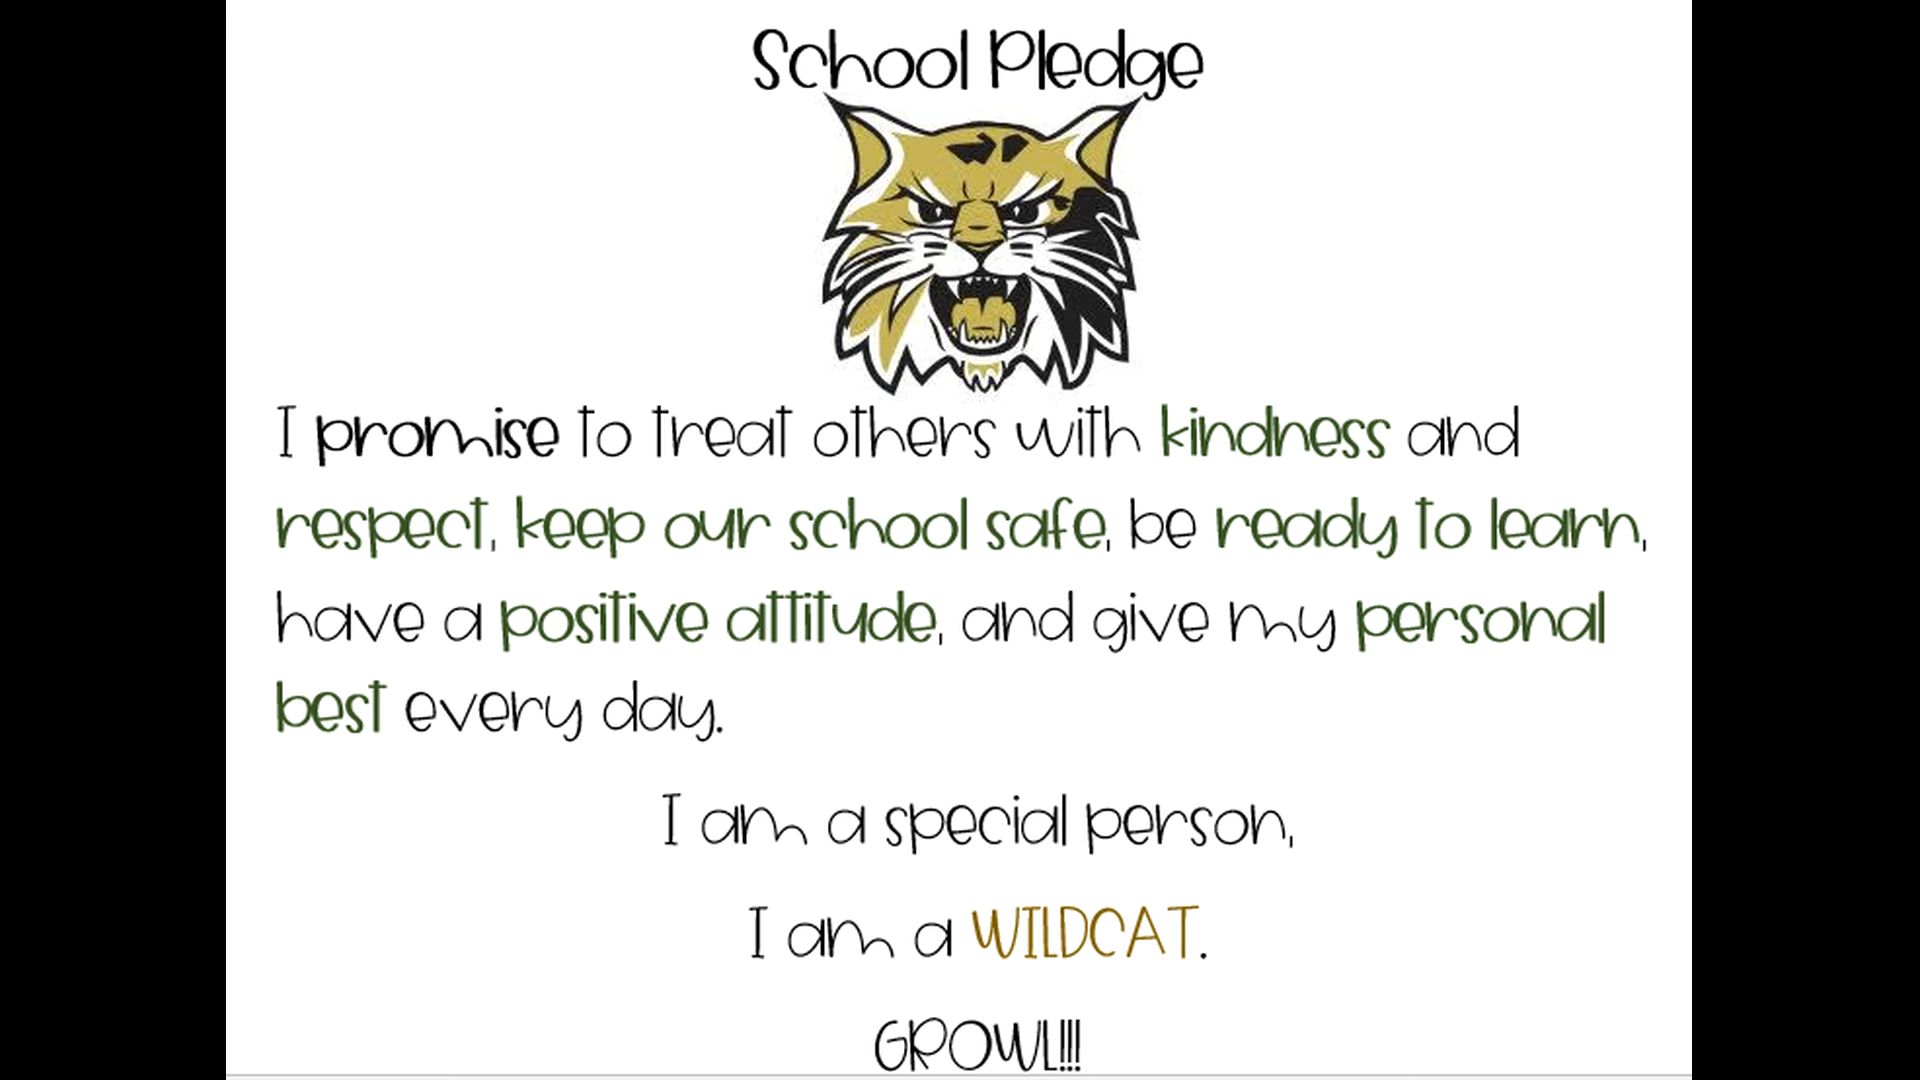 School Pledge
I promise to treat others with kindness and
respect, keep our school safe, be ready to learn,
have a positive attitude, and give my personal
best every day.
I am a special person,
I am a WILDCAT.
GROWL!!!